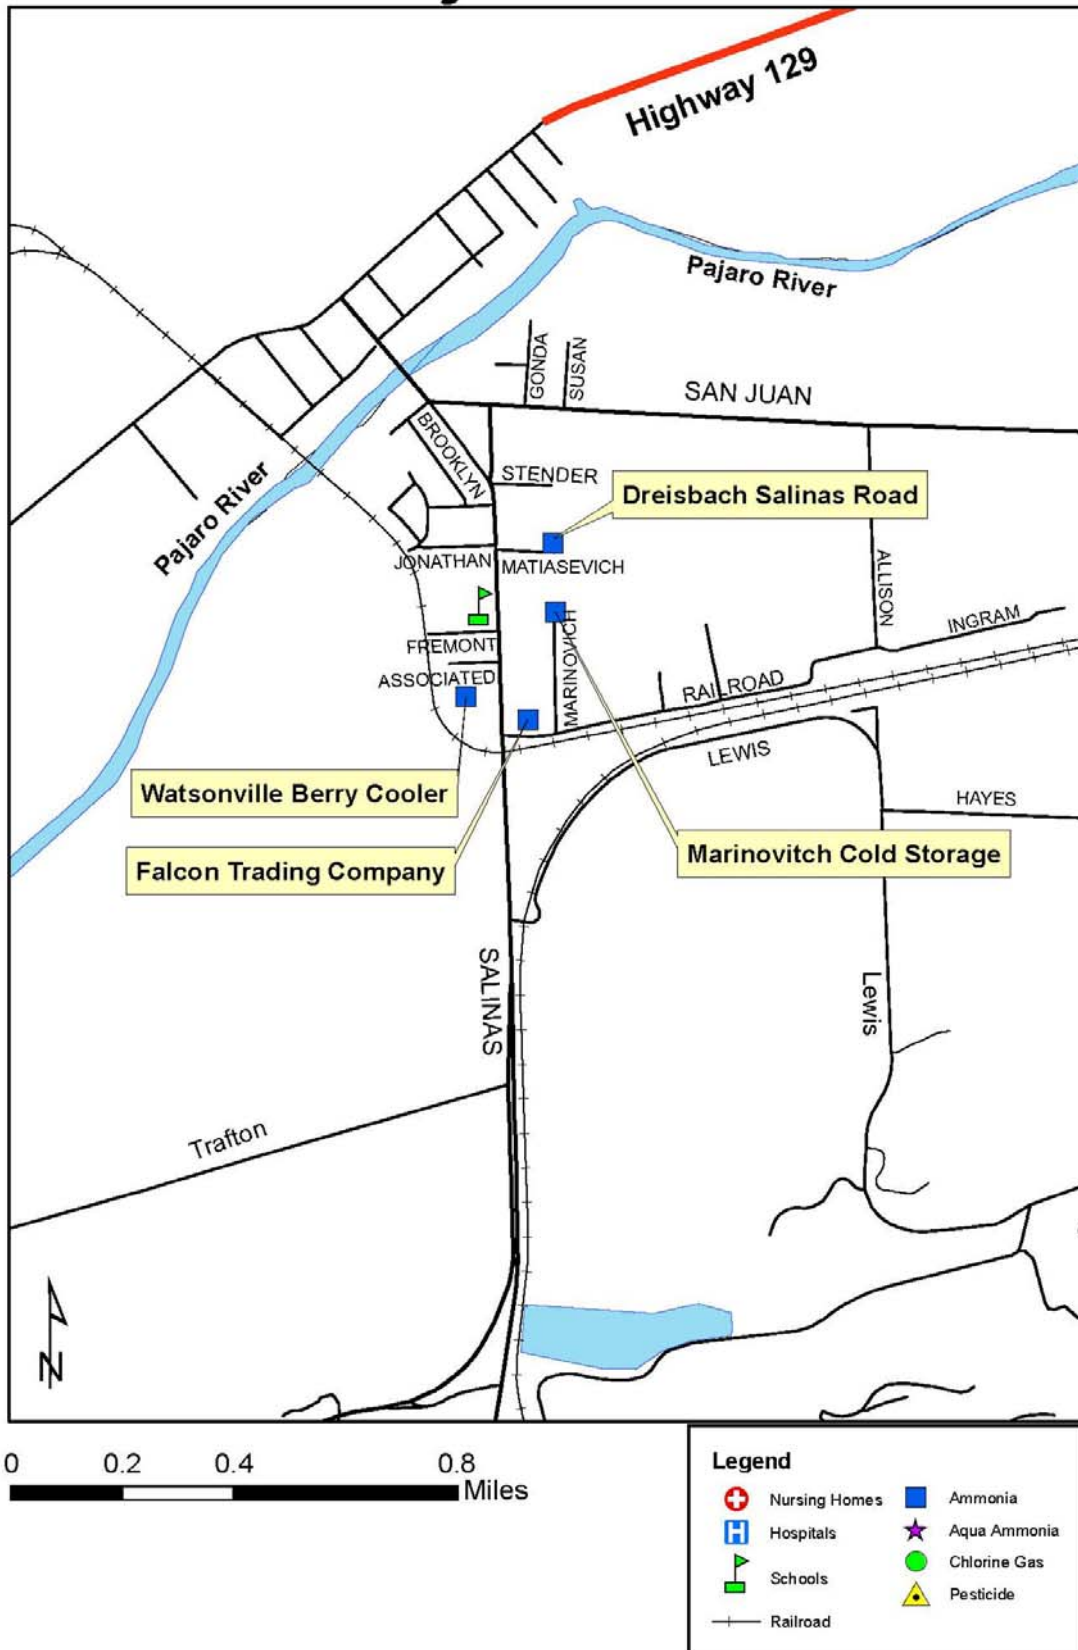 Highway 129
Pajaro River
GONDA
SUSAN
SAN JUAN
BROOKLYN
STENDER
Pajaro River
Dreisbach Salinas Road
JONATHAN
MATIASEVICH
ALLISON
FREMONT
MARINOVICH
INGRAM
ASSOCIATED
RAILROAD
LEWIS
Watsonville Berry Cooler
HAYES
Falcon Trading Company
Marinovitch Cold Storage
SALINAS
Lewis
Trafton
N
0 0.2 0.4 0.8
Miles
Legend
Nursing Homes
Hospitals
Schools
Railroad
Ammonia
Aqua Ammonia
Chlorine Gas
Pesticide